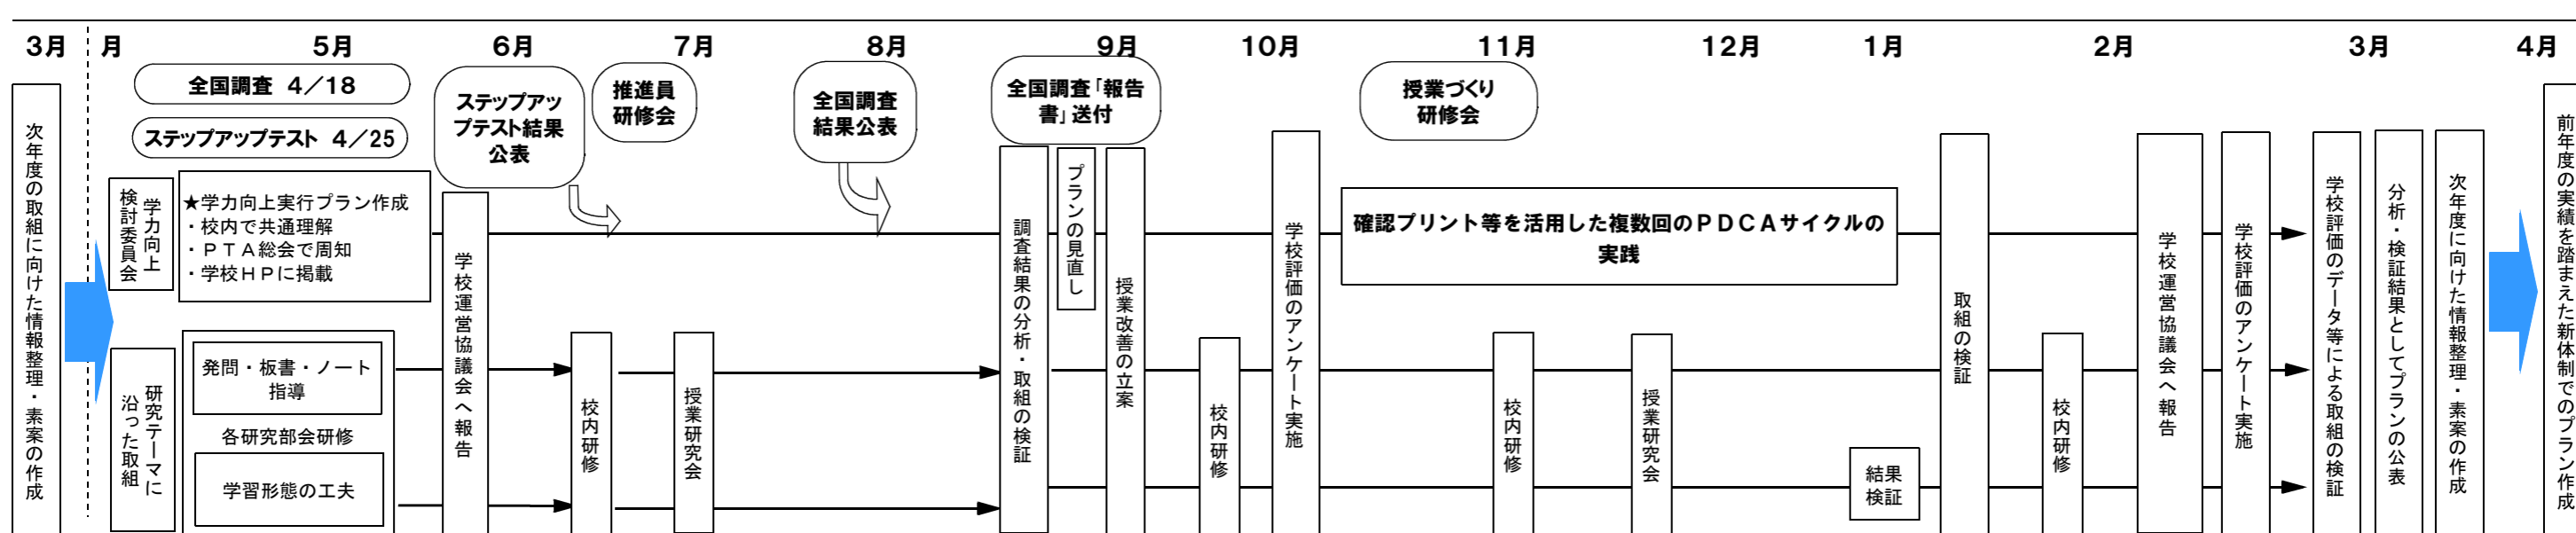 3月
月
5月
6月
7月
8月
9月
10月
11月
12月
1月
2月
3月
4月
全国調査 4/18
ステップアップテスト 4/25
ステップアッ
プテスト結果
公表
推進員
研修会
全国調査
結果公表
全国調査「報告
書」送付
授業づくり
研修会
次年度の取組に向けた情報整理・素案の作成
学力向上
検討委員会
★学力向上実行プラン作成
・校内で共通理解
・PTA総会で周知
・学校HPに掲載
研究テーマに
沿った取組
発問・板書・ノート
指導
各研究部会研修
学習形態の工夫
学校運営協議会へ報告
校内研修
授業研究会
調査結果の分析・取組の検証
プランの見直し
授業改善の立案
校内研修
学校評価のアンケート実施
確認プリント等を活用した複数回のPDCAサイクルの
実践
校内研修
授業研究会
結果
検証
取組の検証
校内研修
学校運営協議会へ報告
学校評価のアンケート実施
学校評価のデータ等による取組の検証
分析・検証結果としてプランの公表
次年度に向けた情報整理・素案の作成
前年度の実績を踏まえた新体制でのプラン作成